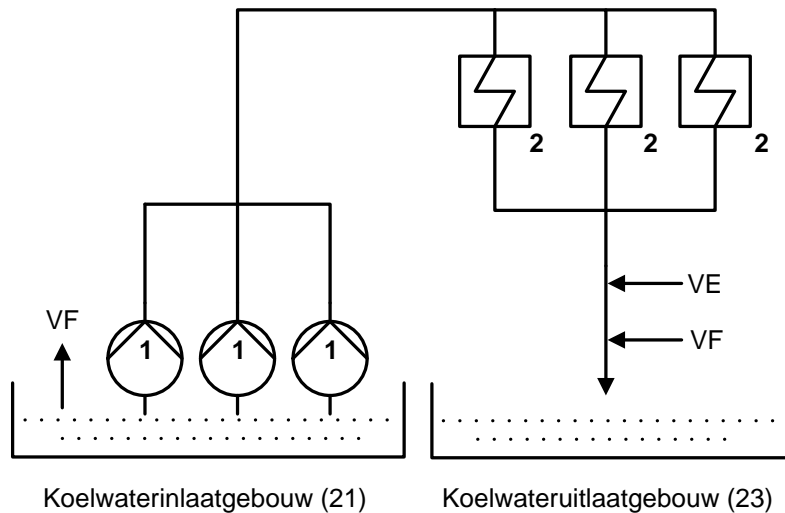 2
2
2
VE
VF
VF
1
1
1
Koelwaterinlaatgebouw (21)
Koelwateruitlaatgebouw (23)